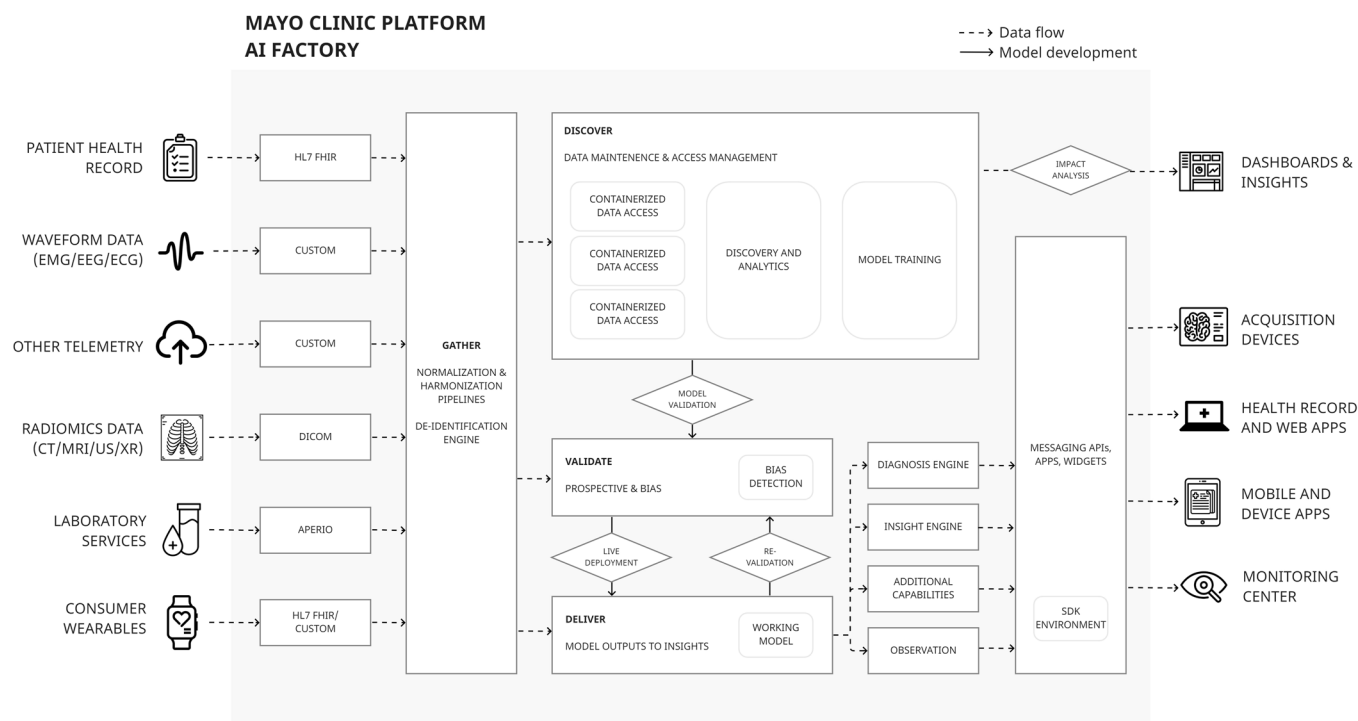 MAYO CLINIC PLATFORM
AI FACTORY
Data flow
Model development
PATIENT HEALTH
RECORD
WAVEFORM DATA
(EMG/EEG/ECG)
OTHER TELEMETRY
RADIOMICS DATA
(CT/MRI/US/XR)
LABORATORY
SERVICES
CONSUMER
WEARABLES
HL7 FHIR
CUSTOM
CUSTOM
DICOM
APERIO
HL7 FHIR/
CUSTOM
GATHER
NORMALIZATION &
HARMONIZATION
PIPELINES
DE-IDENTIFICATION
ENGINE
DISCOVER
DATA MAINTENENCE & ACCESS MANAGEMENT
CONTAINERIZED
DATA ACCESS
CONTAINERIZED
DATA ACCESS
CONTAINERIZED
DATA ACCESS
DISCOVERY AND
ANALYTICS
MODEL TRAINING
MODEL
VALIDATION
VALIDATE
PROSPECTIVE & BIAS
BIAS
DETECTION
LIVE
DEPLOYMENT
RE-
VALIDATION
DELIVER
MODEL OUTPUTS TO INSIGHTS
WORKING
MODEL
DIAGNOSIS ENGINE
INSIGHT ENGINE
ADDITIONAL
CAPABILITIES
OBSERVATION
IMPACT
ANALYSIS
MESSAGING APIs,
APPS, WIDGETS
SDK
ENVIRONMENT
DASHBOARDS &
INSIGHTS
ACQUISITION
DEVICES
HEALTH RECORD
AND WEB APPS
MOBILE AND
DEVICE APPS
MONITORING
CENTER